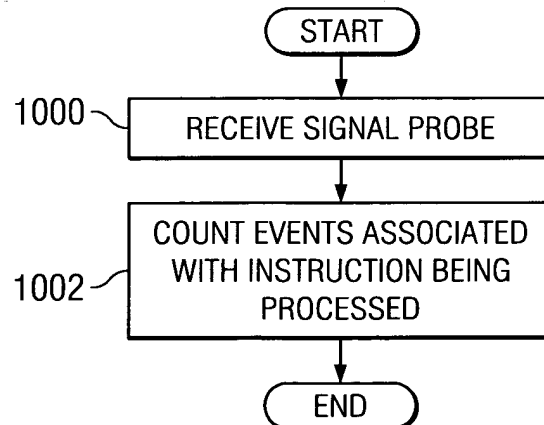 START
1000
RECEIVE SIGNAL PROBE
COUNT EVENTS ASSOCIATED
WITH INSTRUCTION BEING
1002
PROCESSED
END